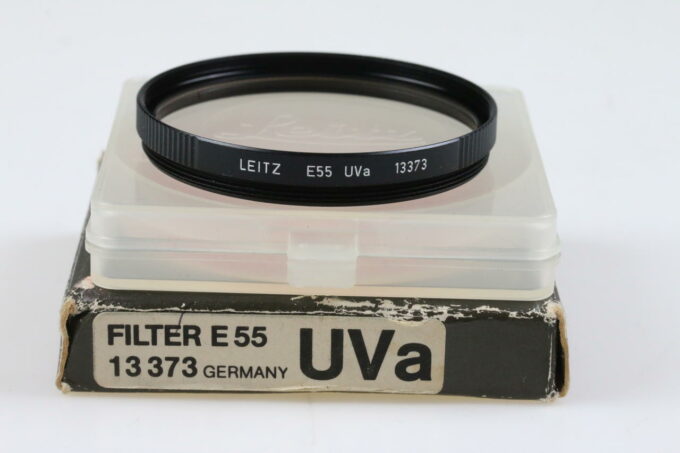 LEITZ E55 UVa 13373
FILTER E 55
13 373 GERMANY
UVa